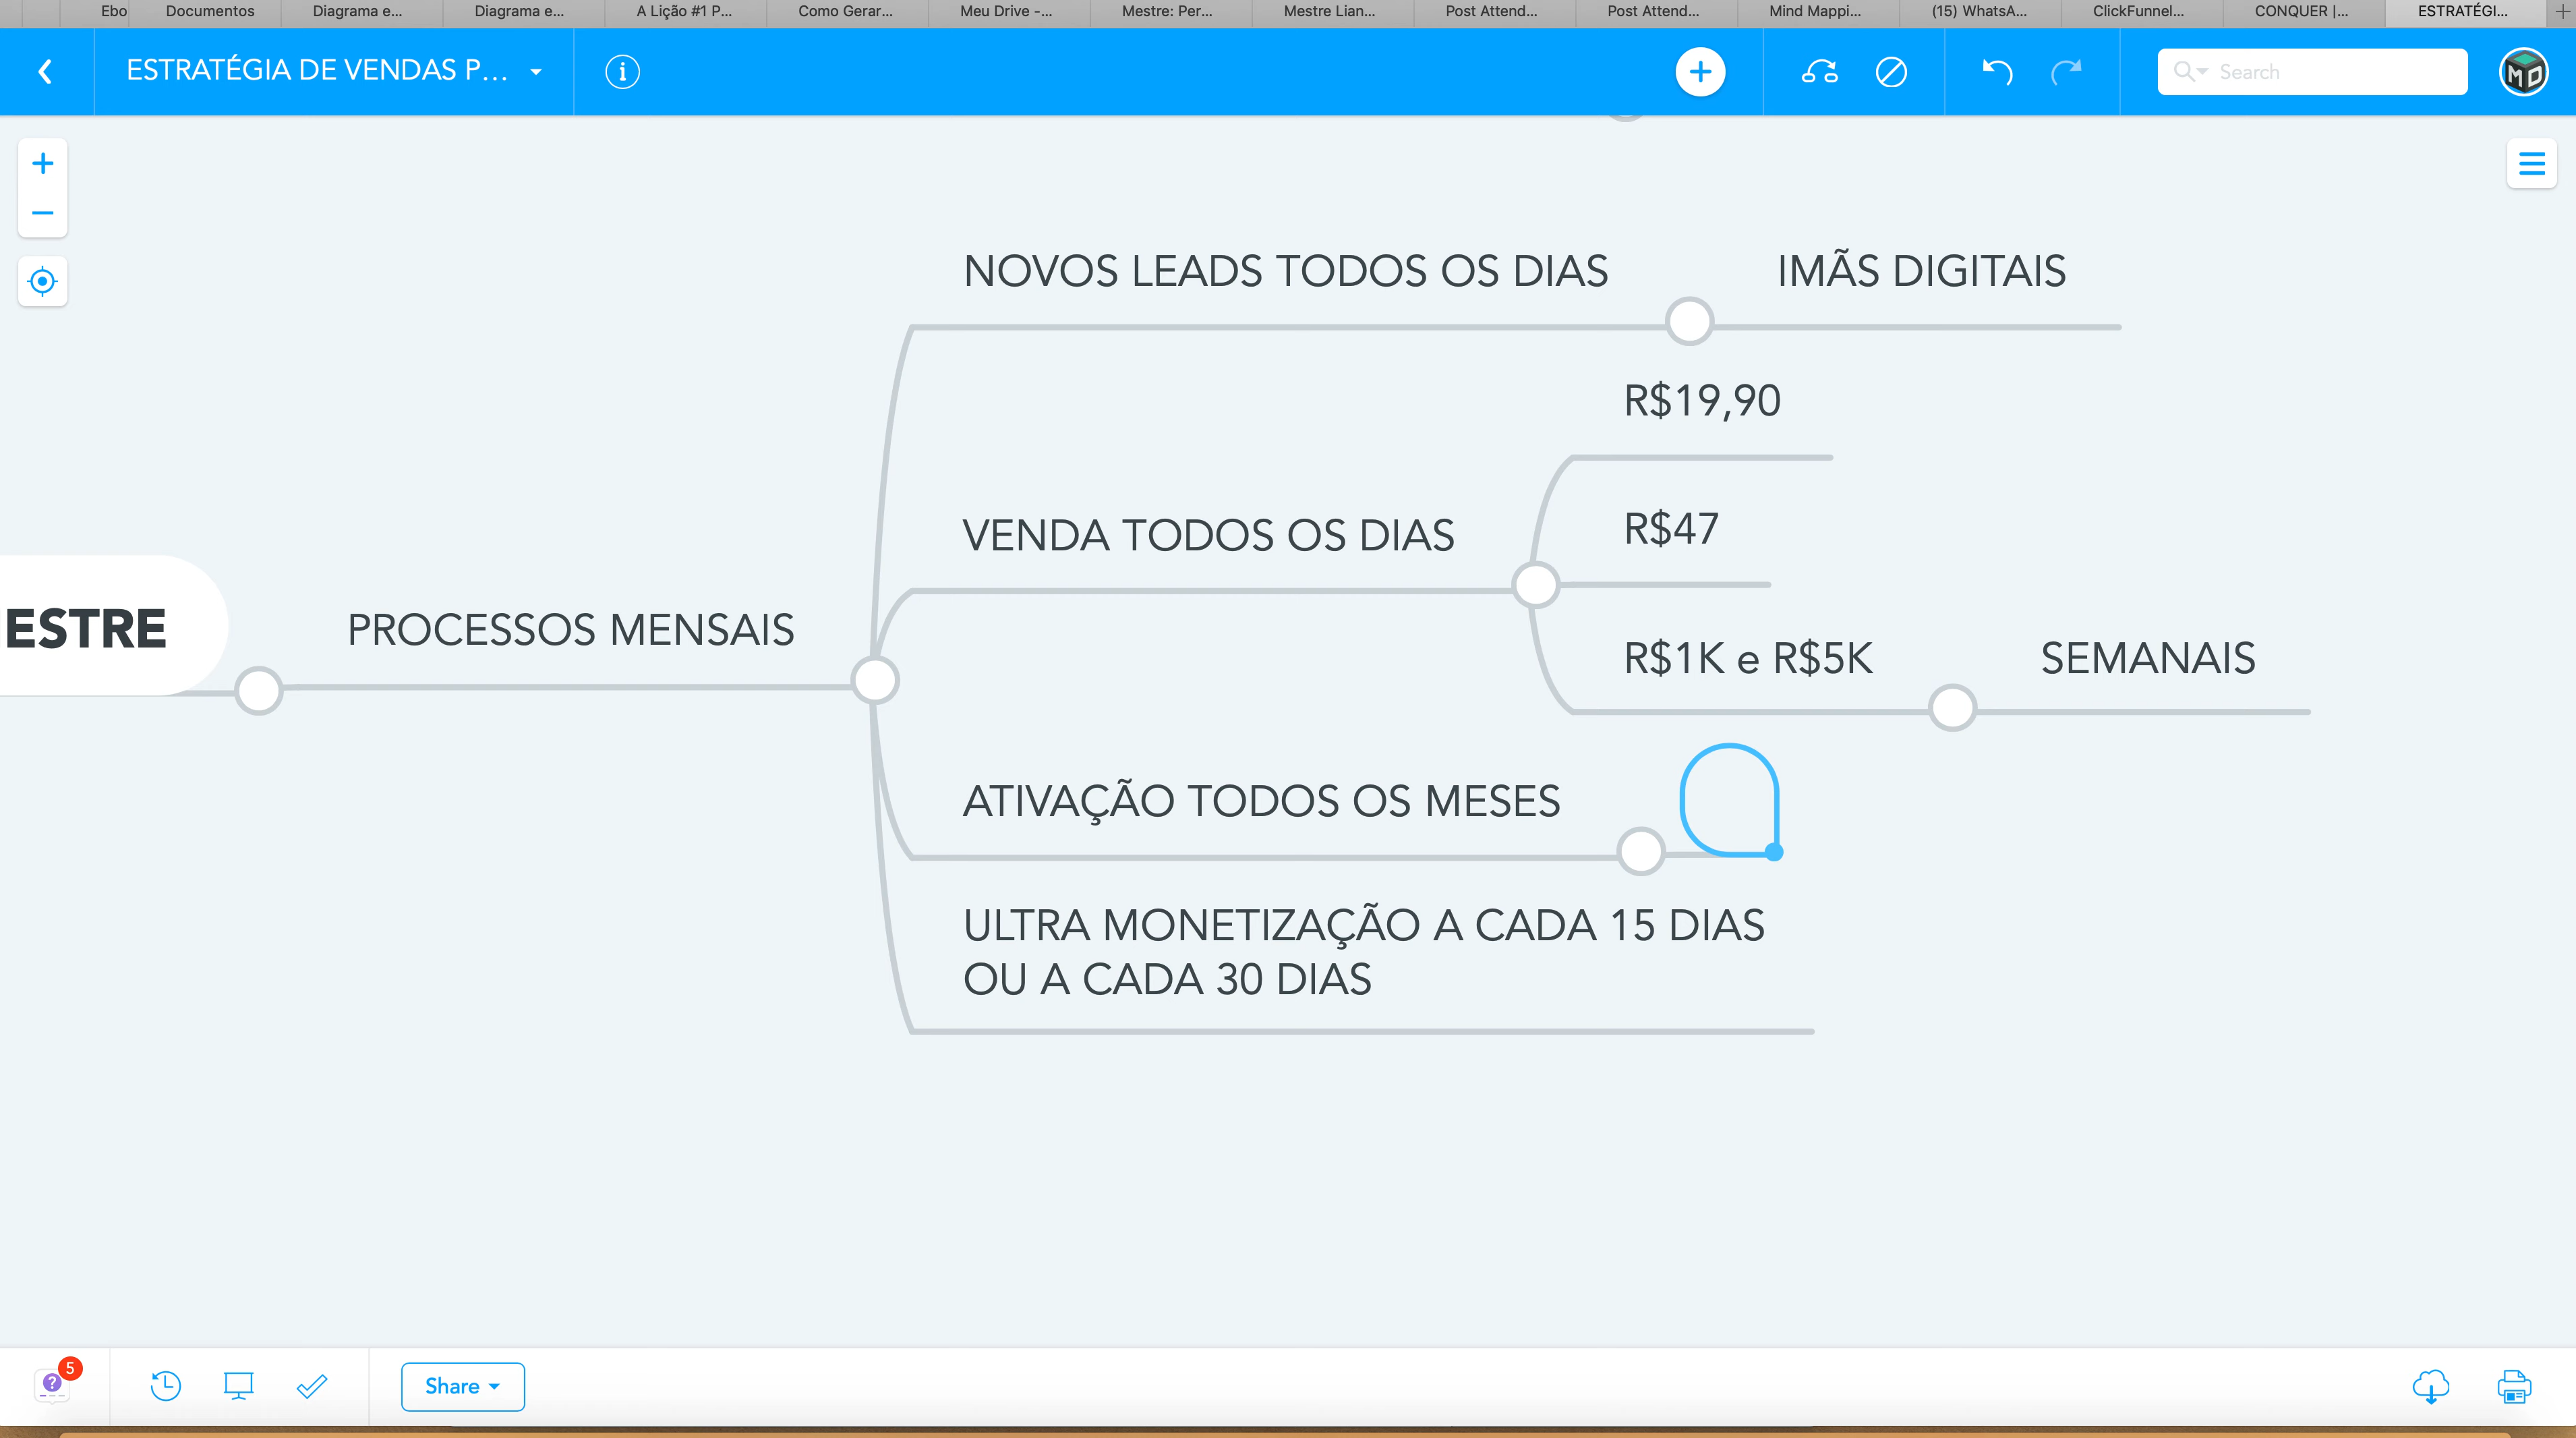 Ebo
Documentos
Diagrama e...
Diagrama e...
A Lição #1 P...
Como Gerar...
Meu Drive -...
Mestre: Per...
Mestre Lian...
Post Attend...
Post Attend...
Mind Mappi...
(15) WhatsA...
ClickFunnel...
CONQUER |...
ESTRATÉGI...
ESTRATÉGIA DE VENDAS P...
Search
MD
NOVOS LEADS TODOS OS DIAS
IMÃS DIGITAIS
R$19,90
VENDA TODOS OS DIAS
R$47
ESTRE
PROCESSOS MENSAIS
R$1K e R$5K
SEMANAIS
ATIVAÇÃO TODOS OS MESES
ULTRA MONETIZAÇÃO A CADA 15 DIAS
OU A CADA 30 DIAS
5
Share